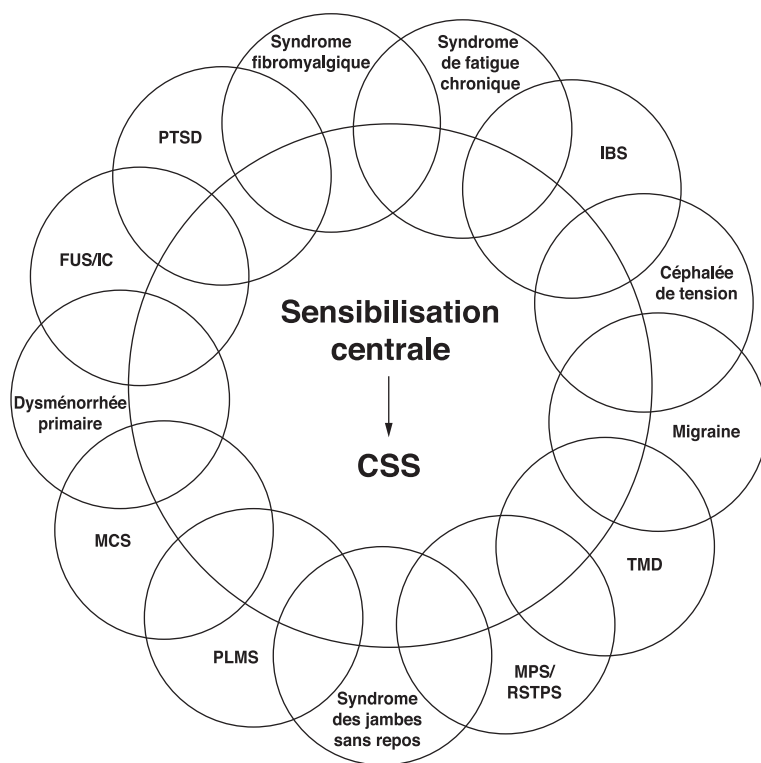 Syndrome
fibromyalgique
Syndrome
de fatigue
chronique
IBS
Céphalée
de tension
Migraine
TMD
MPS/
RSTPS
Syndrome
des jambes
sans repos
PLMS
MCS
Dysménorrhée
primaire
FUS/IC
PTSD
Sensibilisation
centrale
CSS